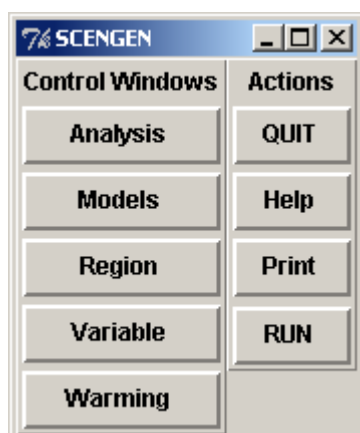 SCENGEN
Control Windows Actions
Analysis QUIT
Models Help
Region Print
Variable RUN
Warming